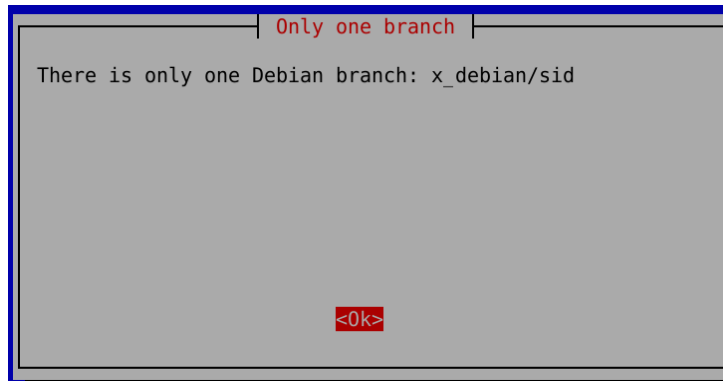 Only one branch
There is only one Debian branch: x_debian/sid
<Ok>